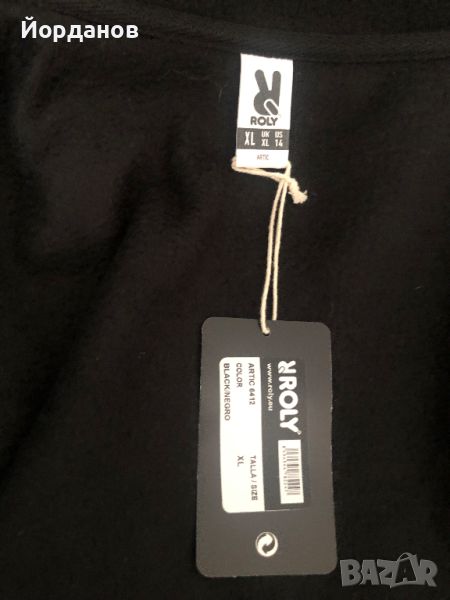 Йорданов
ROLY
XL UK XL US 14
ARTIC
ROLY
www.roly.eu
ARTIC 6412
COLOR
BLACK/NEGRO
TALLA / SIZE
XL
BAZAR